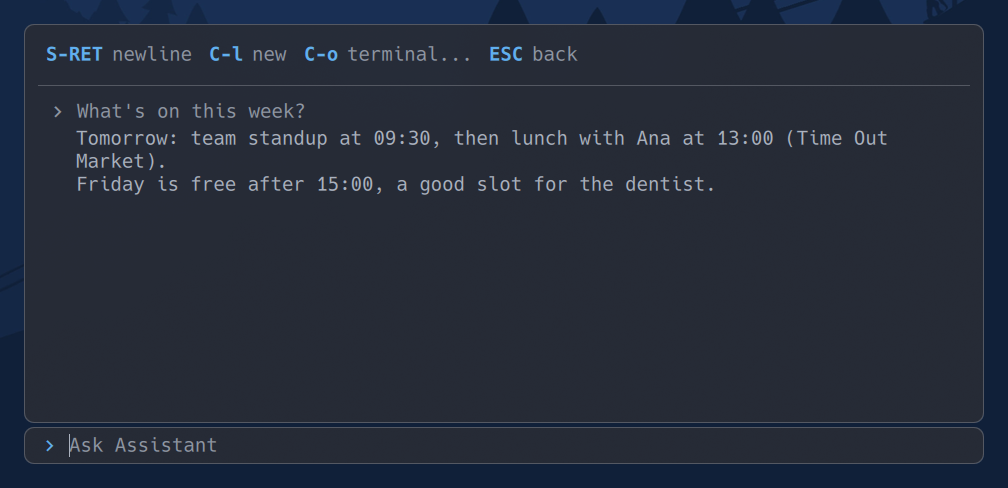 S-RET newline C-l new C-o terminal... ESC back
> What's on this week?
Tomorrow: team standup at 09:30, then lunch with Ana at 13:00 (Time Out
Market).
Friday is free after 15:00, a good slot for the dentist.
> Ask Assistant